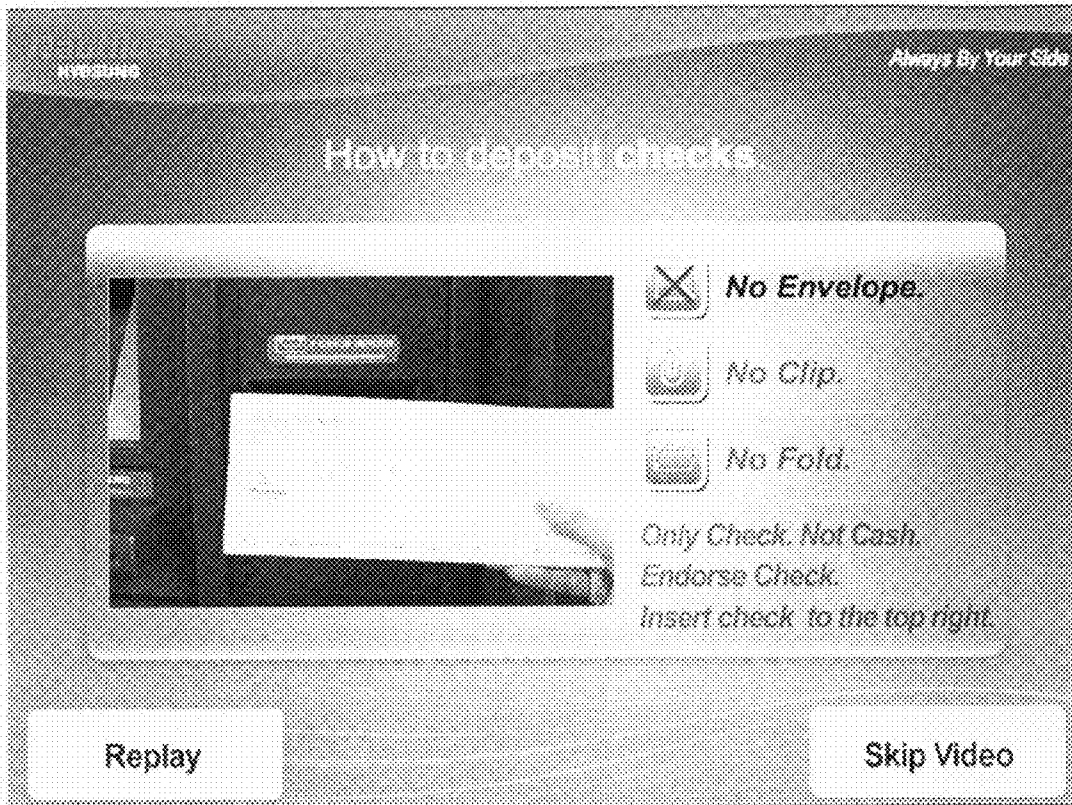 HYOSUNG
Always By Your Side
How to deposit checks.
No Envelope.
No Clip.
No Fold.
Only Check. Not Cash.
Endorse Check.
Insert check to the top right.
Replay
Skip Video